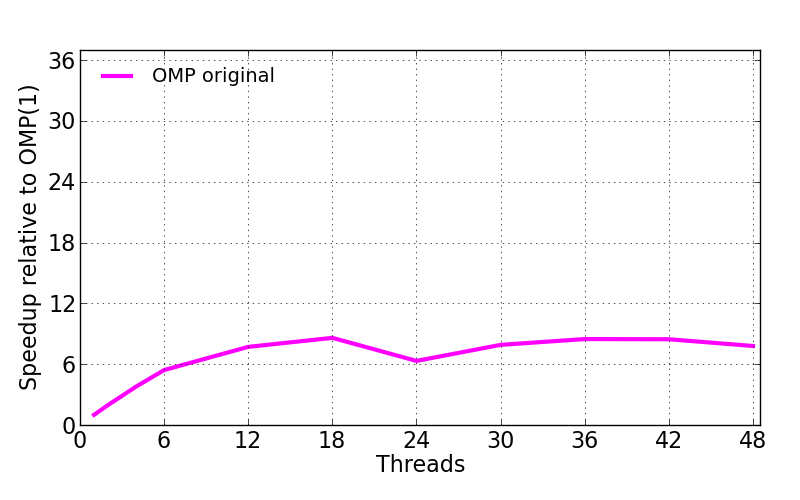 36
30
24
18
12
6
0
Speedup relative to OMP(1)
OMP original
0 6 12 18 24 30 36 42 48
Threads